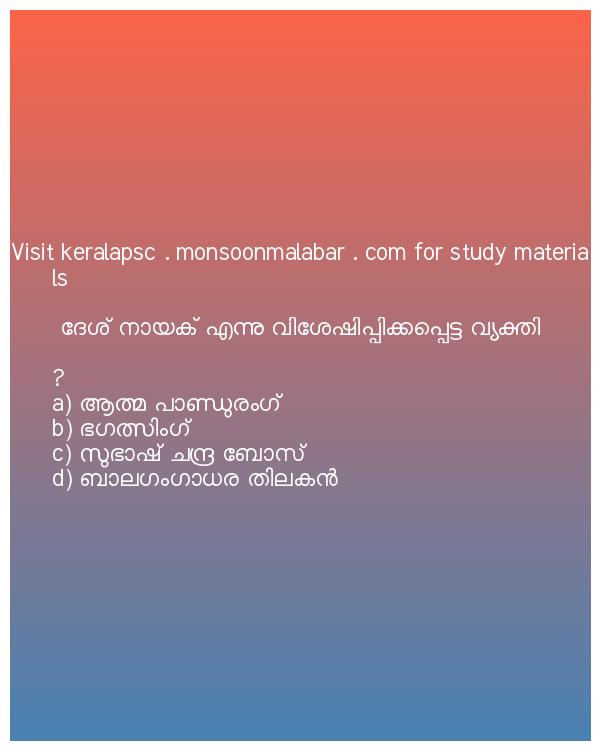 Visit keralapsc . monsoonmalabar . com for study materia
ls
ദേശ് നായക് എന്നു വിശേഷിപ്പിക്കപ്പെട്ട വ്യക്തി
?
a) ആത്മ പാണ്ഡുരംഗ്
b) ഭഗത്സിംഗ്
c) സുഭാഷ് ചന്ദ്ര ബോസ്
d) ബാലഗംഗാധര തിലകൻ